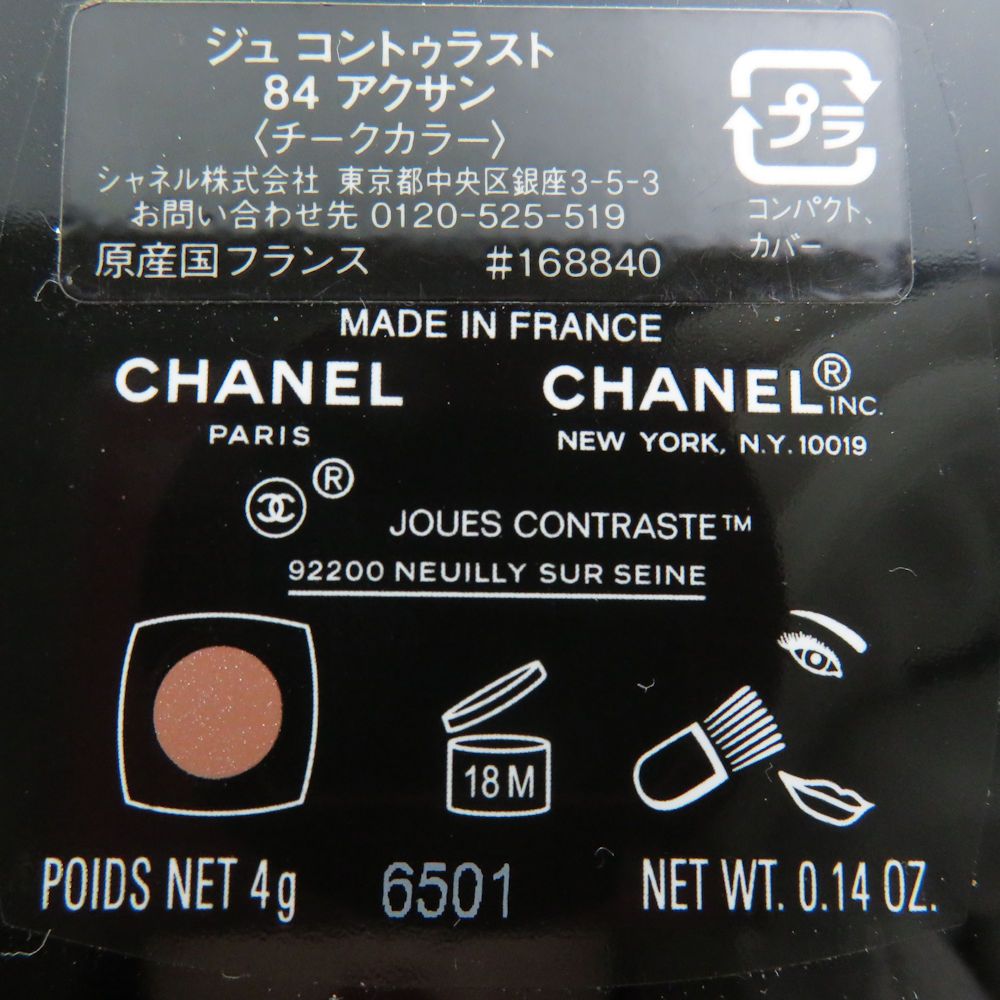 ジュ コントゥラスト
84 アクサン
〈チークカラー〉
シャネル株式会社 東京都中央区銀座3-5-3
お問い合わせ先 0120-525-519
原産国フランス #168840
プラ
コンパクト、
カバー
MADE IN FRANCE
CHANEL
PARIS
CHANEL® INC.
NEW YORK, N.Y. 10019
®
JOUES CONTRASTE™
92200 NEUILLY SUR SEINE
18 M
POIDS NET 4g
6501
NET WT. 0.14 OZ.